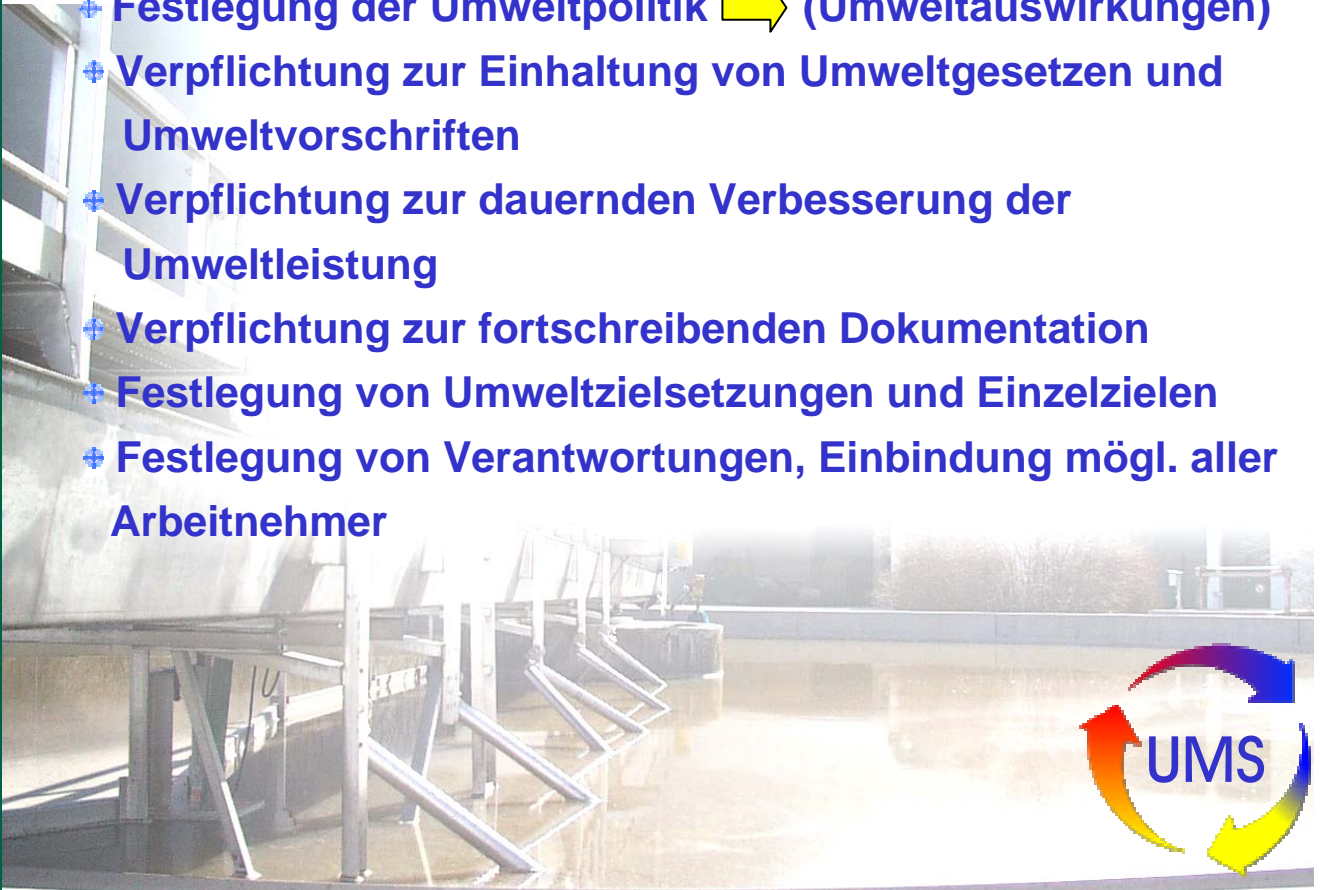 Festlegung der Umweltpolitik (Umweltauswirkungen)
Verpflichtung zur Einhaltung von Umweltgesetzen und
Umweltvorschriften
Verpflichtung zur dauernden Verbesserung der
Umweltleistung
Verpflichtung zur fortschreibenden Dokumentation
Festlegung von Umweltzielsetzungen und Einzelzielen
Festlegung von Verantwortungen, Einbindung mögl. aller
Arbeitnehmer
UMS